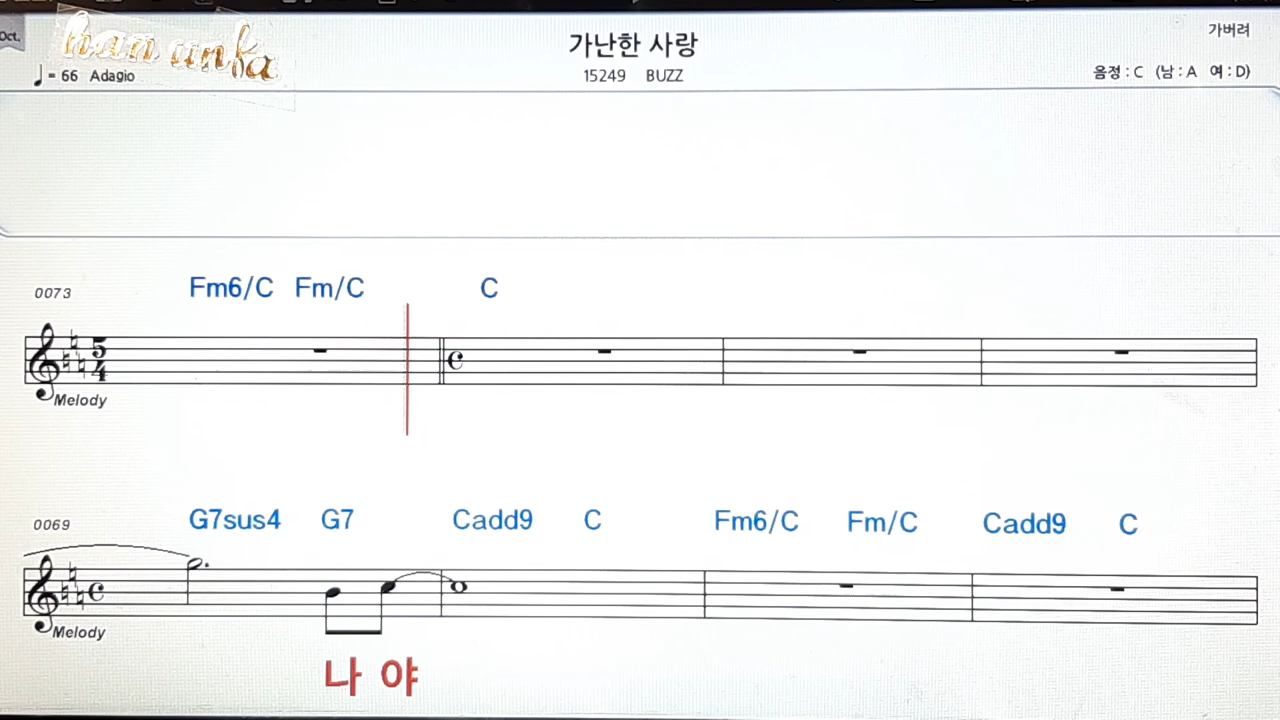 Oct.
han unfa
가난한 사랑
가버려
♩= 66 Adagio
15249 BUZZ
음정 : C (남 : A 여 : D)
0073
Fm6/C Fm/C C
5
4
Melody
0069
G7sus4 G7 Cadd9 C Fm6/C Fm/C Cadd9 C
Melody
나 야